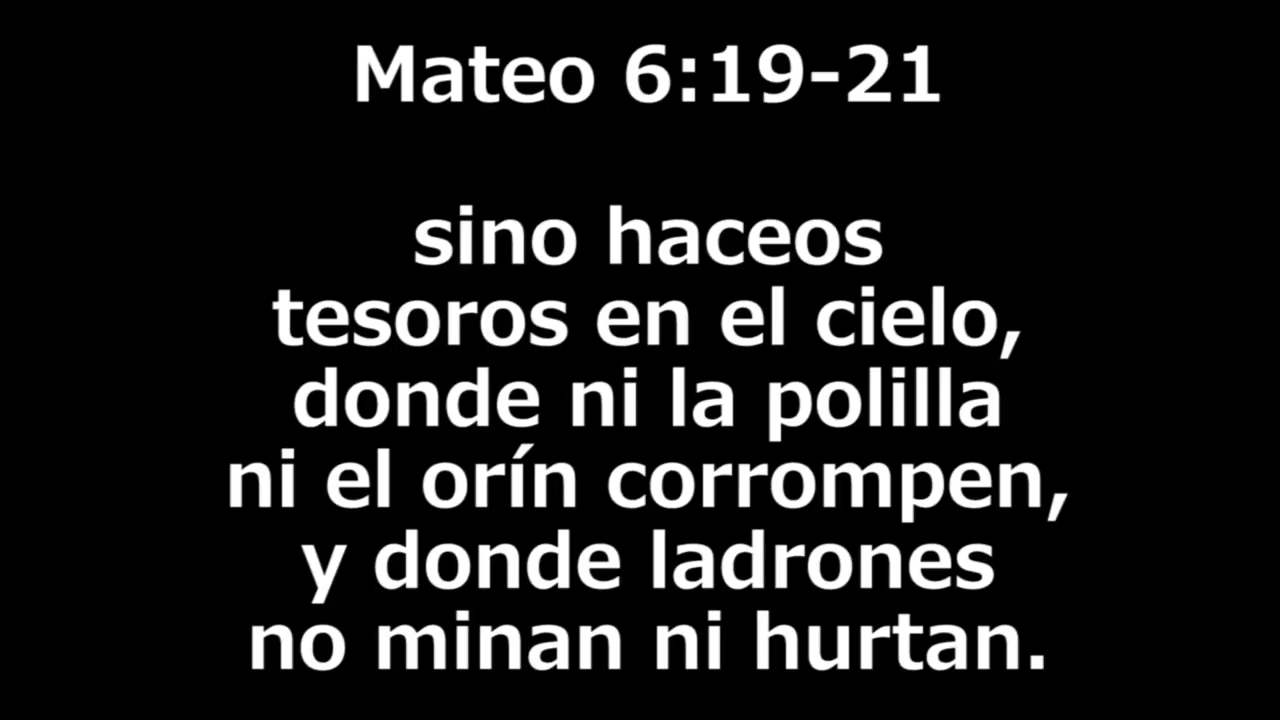 Mateo 6:19-21
sino haceos
tesoros en el cielo,
donde ni la polilla
ni el orín corrompen,
y donde ladrones
no minan ni hurtan.